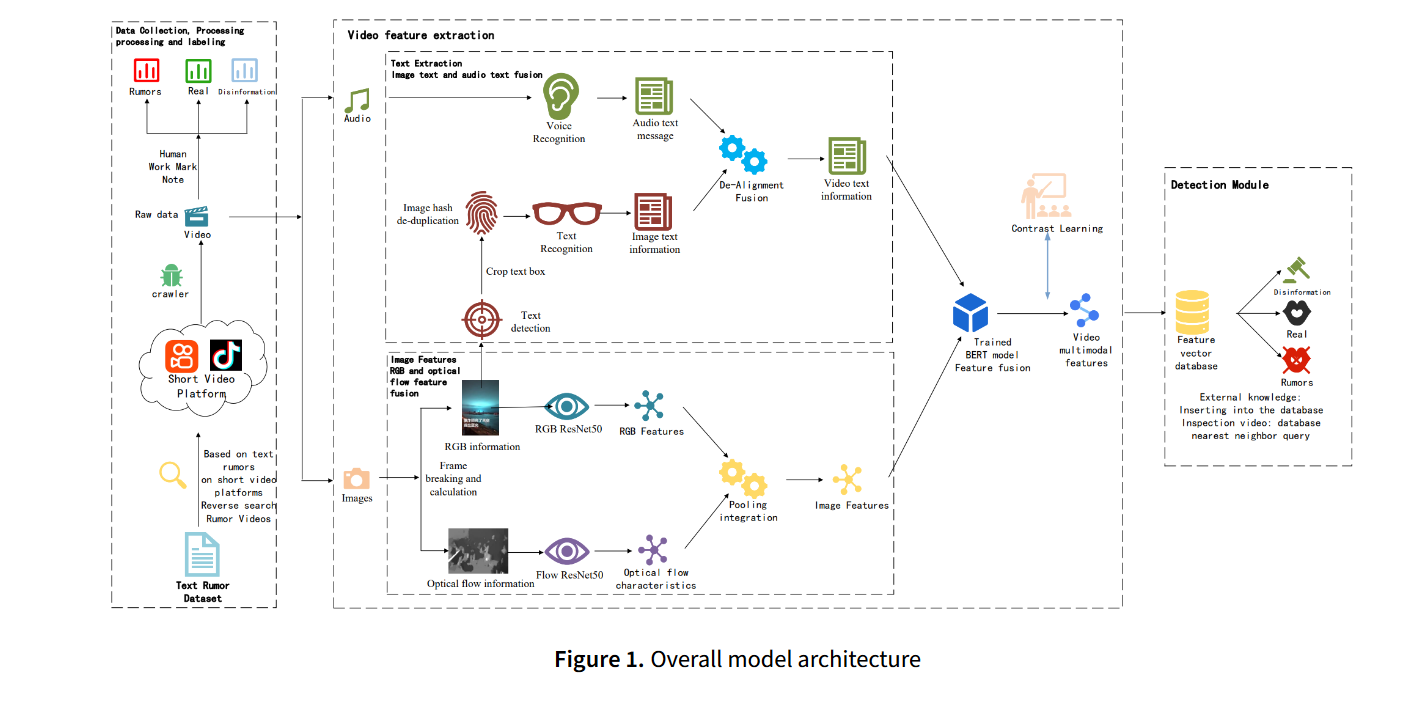 Data Collection, Processing
processing and labeling
Rumors
Real
Disinformation
Human
Work Mark
Note
Raw data
Video
crawler
Short Video
Platform
Based on text
rumors
on short video
platforms
Reverse search
Rumor Videos
Text Rumor
Dataset
Video feature extraction
Audio
Images
Text Extraction
Image text and audio text fusion
Voice
Recognition
Audio text
message
De-Alignment
Fusion
Video text
information
Image hash
de-duplication
Text
Recognition
Image text
information
Crop text box
Text
detection
Image Features
RGB and optical
flow feature
fusion
RGB information
RGB ResNet50
RGB Features
Frame
breaking and
calculation
Pooling
integration
Image Features
Optical flow information
Flow ResNet50
Optical flow
characteristics
Contrast Learning
Trained
BERT model
Feature fusion
Video
multimodal
features
Detection Module
Feature
vector
database
Disinformation
Real
Rumors
External knowledge:
Inserting into the database
Inspection video: database
nearest neighbor query
Figure 1. Overall model architecture